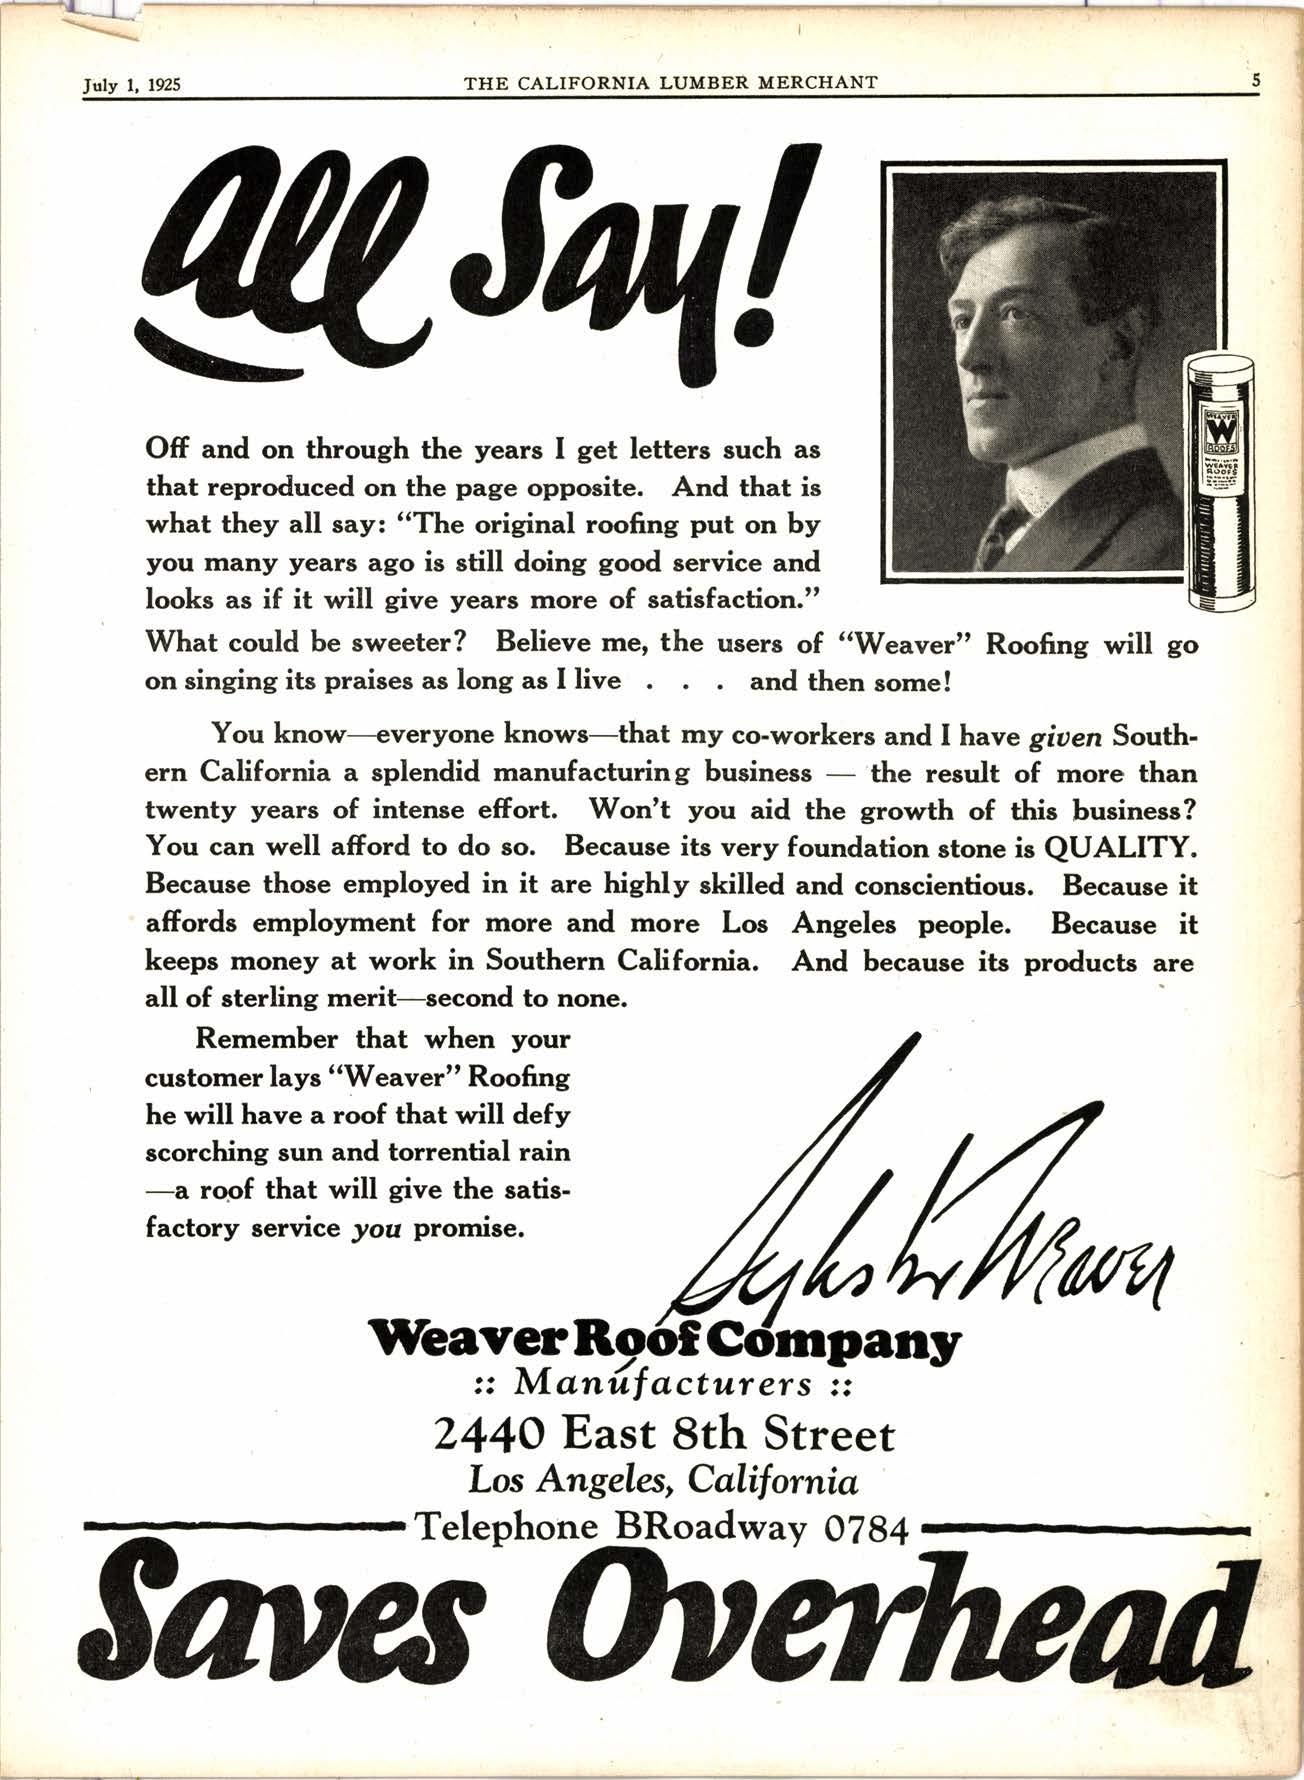 July 1, 1925
THE CALIFORNIA LUMBER MERCHANT
5
All Say!
WEAVER
W
ROOFS
WEAVER
ROOFS
Off and on through the years I get letters such as
that reproduced on the page opposite. And that is
what they all say: “The original roofing put on by
you many years ago is still doing good service and
looks as if it will give years more of satisfaction.”
What could be sweeter? Believe me, the users of “Weaver” Roofing will go
on singing its praises as long as I live . . . and then some!
You know—everyone knows—that my co-workers and I have given South-
ern California a splendid manufacturing business — the result of more than
twenty years of intense effort. Won’t you aid the growth of this business?
You can well afford to do so. Because its very foundation stone is QUALITY.
Because those employed in it are highly skilled and conscientious. Because it
affords employment for more and more Los Angeles people. Because it
keeps money at work in Southern California. And because its products are
all of sterling merit—second to none.
Remember that when your
customer lays “Weaver” Roofing
he will have a roof that will defy
scorching sun and torrential rain
—a roof that will give the satis-
factory service you promise.
Sylvester Weaver
Weaver Roof Company
:: Manufacturers ::
2440 East 8th Street
Los Angeles, California
Telephone BRoadway 0784
Saves Overhead